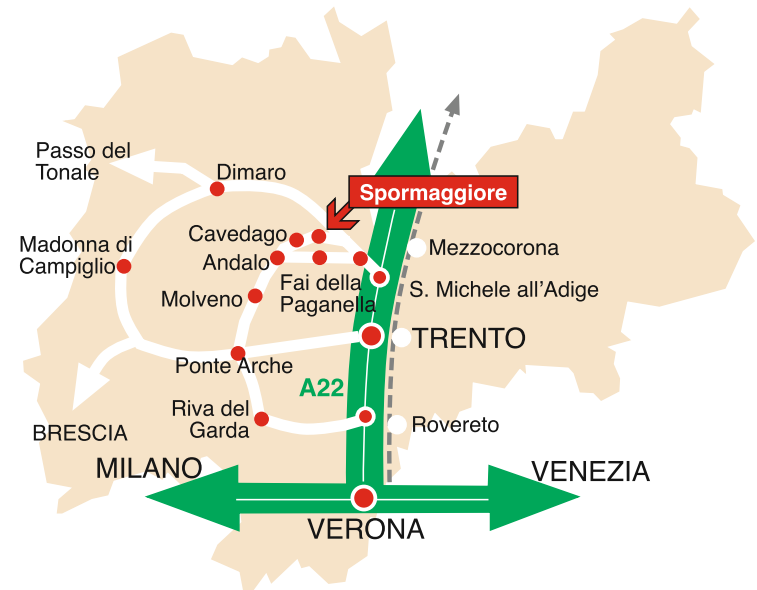 Passo del
Tonale
Dimaro
Spormaggiore
Cavedago
Madonna di
Campiglio
Mezzocorona
Andalo
Fai della
Paganella
S. Michele all'Adige
Molveno
TRENTO
Ponte Arche
A22
Riva del
Garda
Rovereto
BRESCIA
MILANO
VENEZIA
VERONA